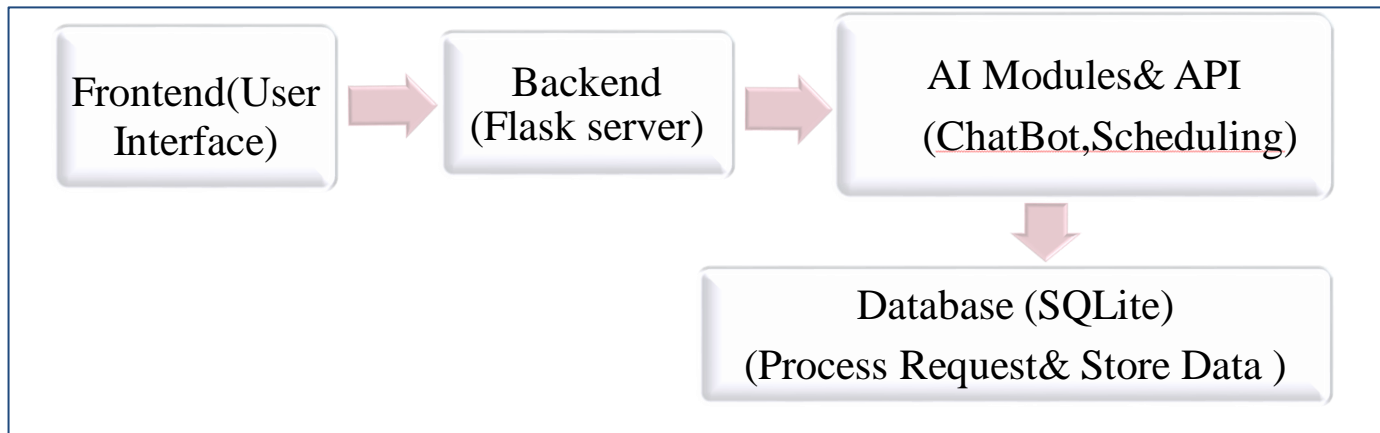 Frontend(User
Interface)
Backend
(Flask server)
AI Modules& API
(ChatBot,Scheduling)
Database (SQLite)
(Process Request& Store Data )